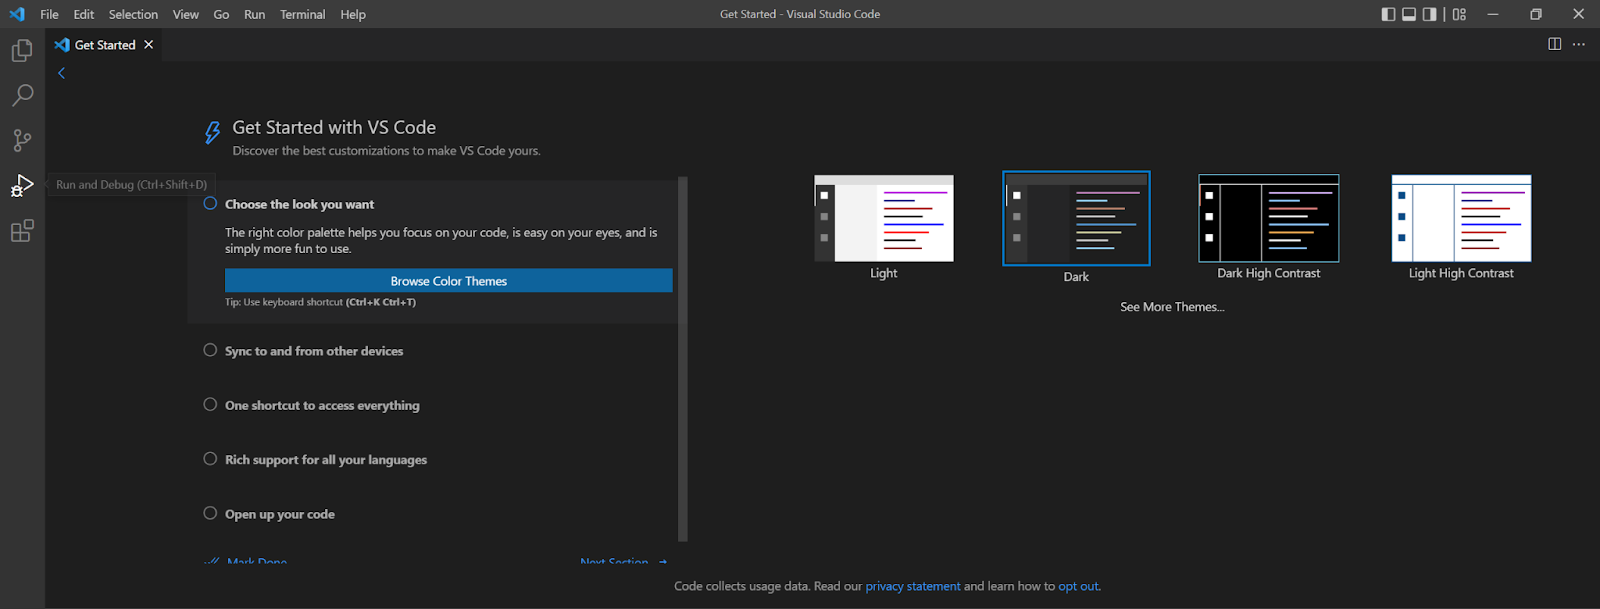 File Edit Selection View Go Run Terminal Help
Get Started - Visual Studio Code
Get Started
Get Started with VS Code
Discover the best customizations to make VS Code yours.
Run and Debug (Ctrl+Shift+D)
Choose the look you want
The right color palette helps you focus on your code, is easy on your eyes, and is
simply more fun to use.
Browse Color Themes
Tip: Use keyboard shortcut (Ctrl+K Ctrl+T)
Sync to and from other devices
One shortcut to access everything
Rich support for all your languages
Open up your code
Mark Done
Next Section
Light
Dark
Dark High Contrast
Light High Contrast
See More Themes...
Code collects usage data. Read our privacy statement and learn how to opt out.